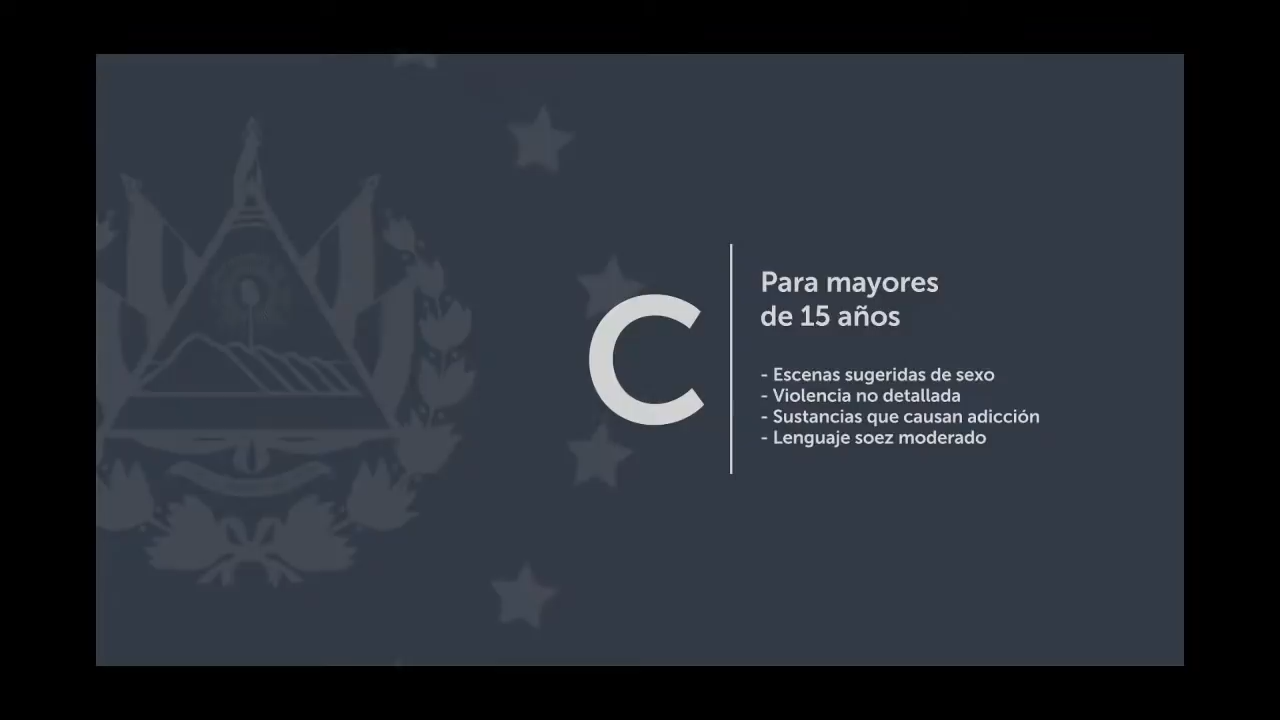 C
Para mayores
de 15 años
- Escenas sugeridas de sexo
- Violencia no detallada
- Sustancias que causan adicción
- Lenguaje soez moderado